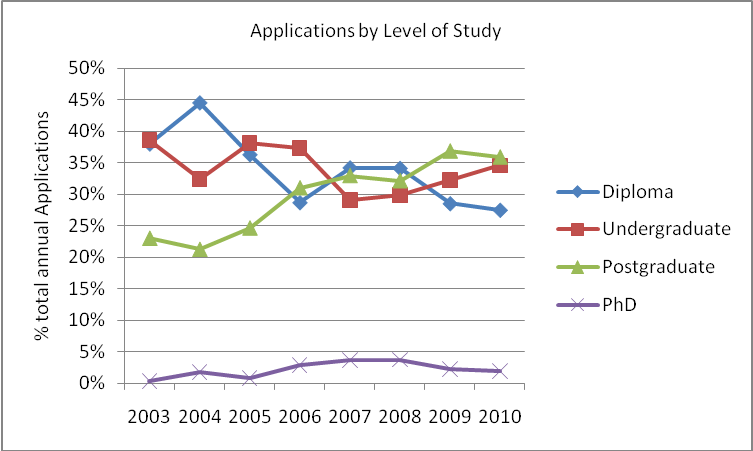 Applications by Level of Study
% total annual Applications
50%
45%
40%
35%
30%
25%
20%
15%
10%
5%
0%
2003 2004 2005 2006 2007 2008 2009 2010
Diploma
Undergraduate
Postgraduate
PhD